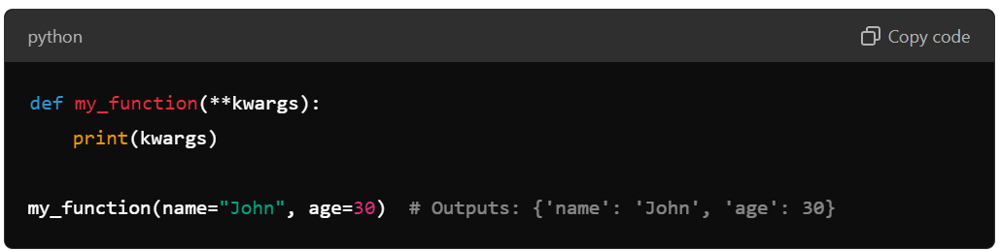 python
Copy code
def my_function(**kwargs):
    print(kwargs)
my_function(name="John", age=30)  # Outputs: {'name': 'John', 'age': 30}